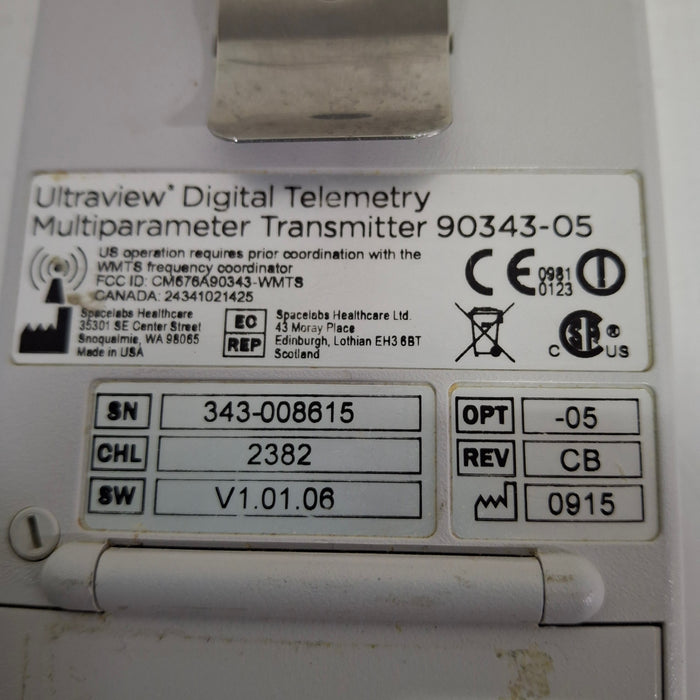 Ultraview® Digital Telemetry
Multiparameter Transmitter 90343-05
US operation requires prior coordination with the
WMTS frequency coordinator
FCC ID: CM676A90343-WMTS
CANADA: 24341021425
CE 0981
0123
Spacelabs Healthcare
35301 SE Center Street
Snoqualmie, WA 98065
Made in USA
EC
REP
Spacelabs Healthcare Ltd.
43 Moray Place
Edinburgh, Lothian EH3 6BT
Scotland
C SA ® US
SN 343-008615
CHL 2382
SW V1.01.06
OPT -05
REV CB
0915